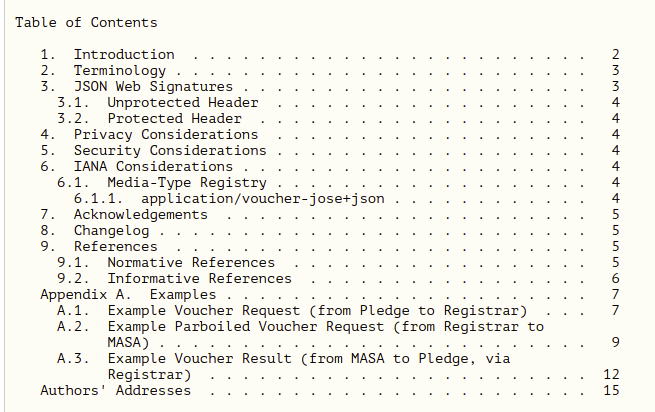 Table of Contents
1.  Introduction  . . . . . . . . . . . . . . . . . . . . . . . .   2
2.  Terminology . . . . . . . . . . . . . . . . . . . . . . . . .   3
3.  JSON Web Signatures . . . . . . . . . . . . . . . . . . . . .   3
3.1.  Unprotected Header  . . . . . . . . . . . . . . . . . . .   4
3.2.  Protected Header  . . . . . . . . . . . . . . . . . . . .   4
4.  Privacy Considerations  . . . . . . . . . . . . . . . . . . .   4
5.  Security Considerations . . . . . . . . . . . . . . . . . . .   4
6.  IANA Considerations . . . . . . . . . . . . . . . . . . . . .   4
6.1.  Media-Type Registry . . . . . . . . . . . . . . . . . . .   4
6.1.1.  application/voucher-jose+json . . . . . . . . . . . .   4
7.  Acknowledgements  . . . . . . . . . . . . . . . . . . . . . .   5
8.  Changelog . . . . . . . . . . . . . . . . . . . . . . . . . .   5
9.  References  . . . . . . . . . . . . . . . . . . . . . . . . .   5
9.1.  Normative References  . . . . . . . . . . . . . . . . . .   5
9.2.  Informative References  . . . . . . . . . . . . . . . . .   6
Appendix A.  Examples . . . . . . . . . . . . . . . . . . . . . .   7
A.1.  Example Voucher Request (from Pledge to Registrar)  . . .   7
A.2.  Example Parboiled Voucher Request (from Registrar to
MASA) . . . . . . . . . . . . . . . . . . . . . . . . . .   9
A.3.  Example Voucher Result (from MASA to Pledge, via
Registrar)  . . . . . . . . . . . . . . . . . . . . . . .  12
Authors' Addresses  . . . . . . . . . . . . . . . . . . . . . . .  15